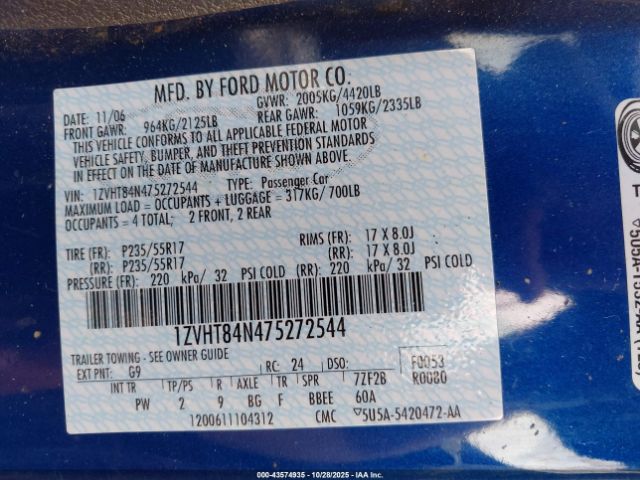 MFD. BY FORD MOTOR CO.
DATE: 11/06 GVWR: 2005KG/4420LB
FRONT GAWR: 964KG/2125LB REAR GAWR: 1059KG/2335LB
THIS VEHICLE CONFORMS TO ALL APPLICABLE FEDERAL MOTOR
VEHICLE SAFETY, BUMPER, AND THEFT PREVENTION STANDARDS
IN EFFECT ON THE DATE OF MANUFACTURE SHOWN ABOVE.
VIN: 1ZVHT84N475272544 TYPE: Passenger Car
MAXIMUM LOAD = OCCUPANTS + LUGGAGE = 317KG/ 700LB
OCCUPANTS = 4 TOTAL; 2 FRONT, 2 REAR
TIRE (FR): P235/55R17 RIMS (FR): 17 X 8.0J
(RR): P235/55R17 (RR): 17 X 8.0J
PRESSURE (FR): 220 kPa/ 32 PSI COLD (RR): 220 kPa/ 32 PSI COLD
1ZVHT84N475272544
TRAILER TOWING - SEE OWNER GUIDE
EXT PNT: G9 RC: 24 DSO: F0053
INT TR TP/PS R AXLE TR SPR 7ZF2B R0080
PW 2 9 BG F BBEE 60A
1200611104312 CMC 5U5A-5420472-AA
000-43574935 - 10/28/2025 - IAA Inc.